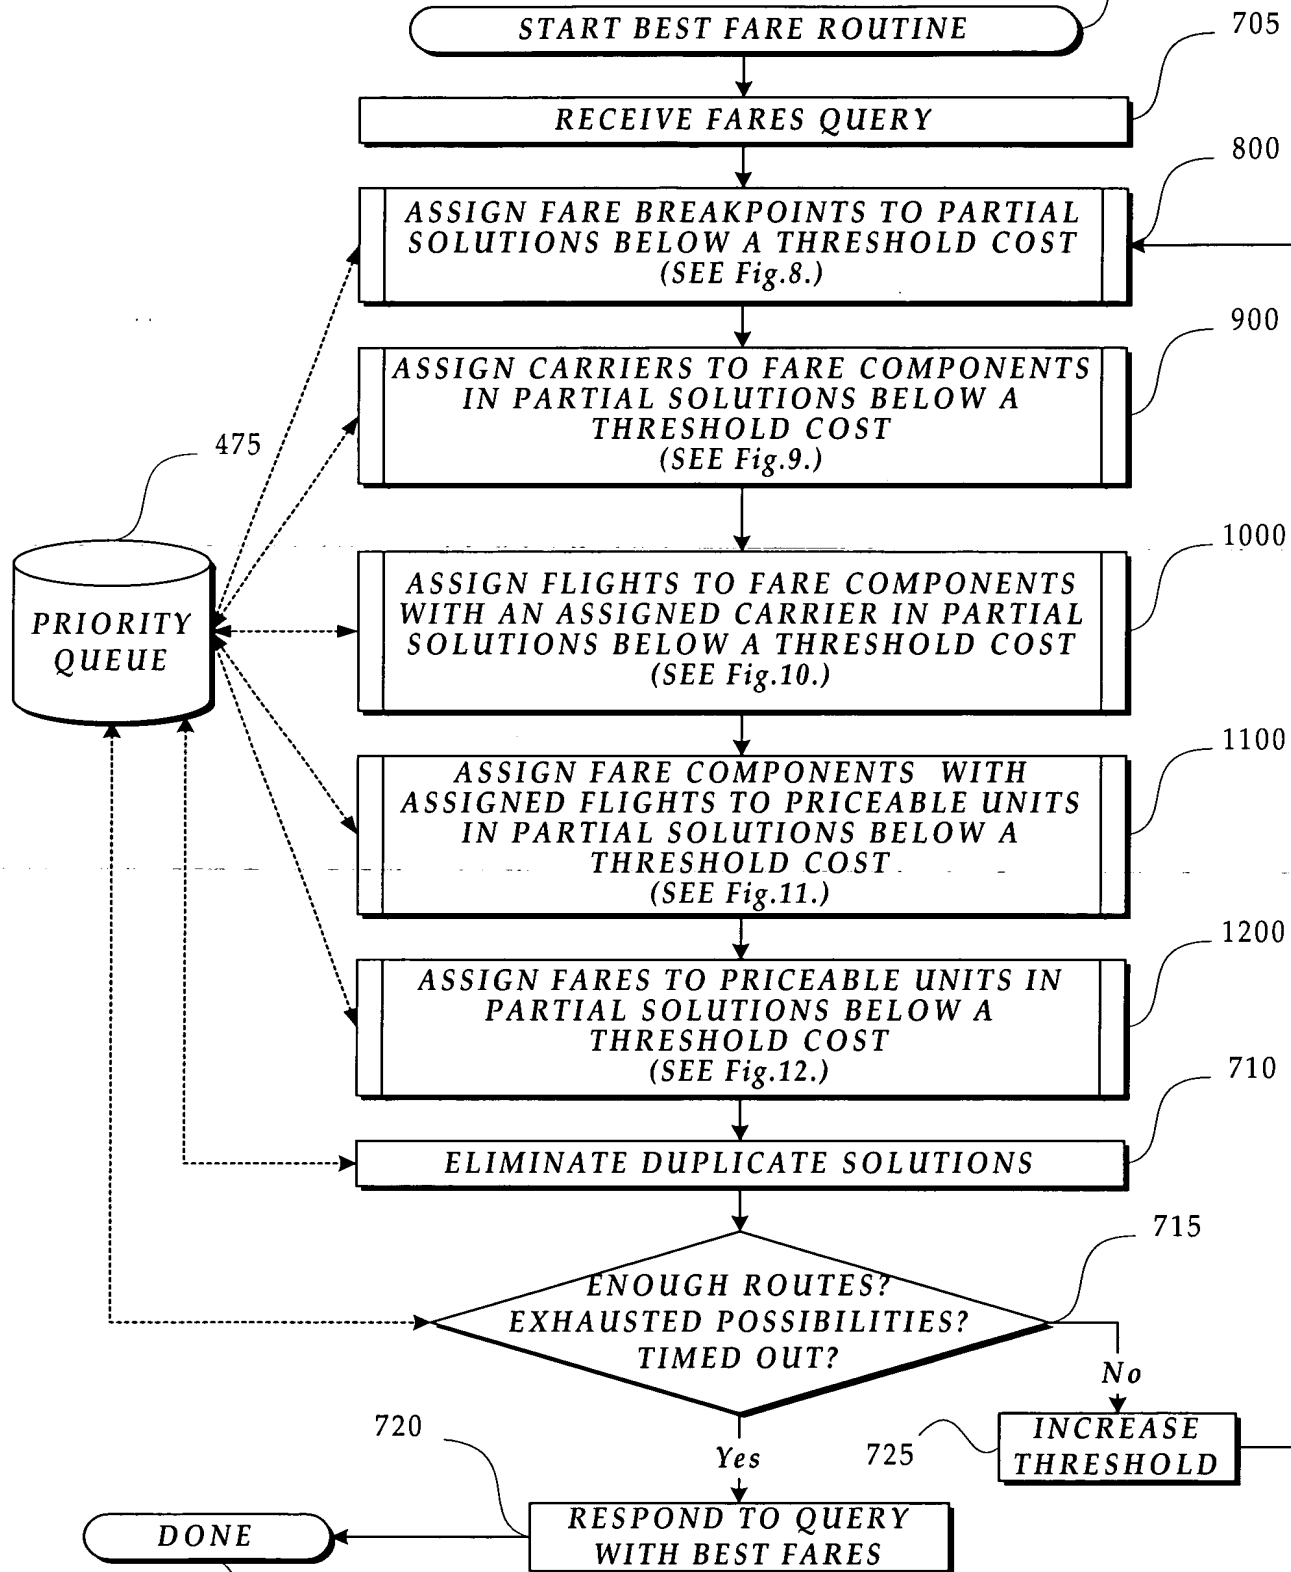 START BEST FARE ROUTINE
705
RECEIVE FARES QUERY
800
ASSIGN FARE BREAKPOINTS TO PARTIAL
SOLUTIONS BELOW A THRESHOLD COST
(SEE Fig.8.)
900
ASSIGN CARRIERS TO FARE COMPONENTS
IN PARTIAL SOLUTIONS BELOW A
THRESHOLD COST
(SEE Fig.9.)
475
PRIORITY
QUEUE
1000
ASSIGN FLIGHTS TO FARE COMPONENTS
WITH AN ASSIGNED CARRIER IN PARTIAL
SOLUTIONS BELOW A THRESHOLD COST
(SEE Fig.10.)
1100
ASSIGN FARE COMPONENTS WITH
ASSIGNED FLIGHTS TO PRICEABLE UNITS
IN PARTIAL SOLUTIONS BELOW A
THRESHOLD COST
(SEE Fig.11.)
1200
ASSIGN FARES TO PRICEABLE UNITS IN
PARTIAL SOLUTIONS BELOW A
THRESHOLD COST
(SEE Fig.12.)
710
ELIMINATE DUPLICATE SOLUTIONS
715
ENOUGH ROUTES?
EXHAUSTED POSSIBILITIES?
TIMED OUT?
No
725
INCREASE
THRESHOLD
Yes
720
RESPOND TO QUERY
WITH BEST FARES
DONE